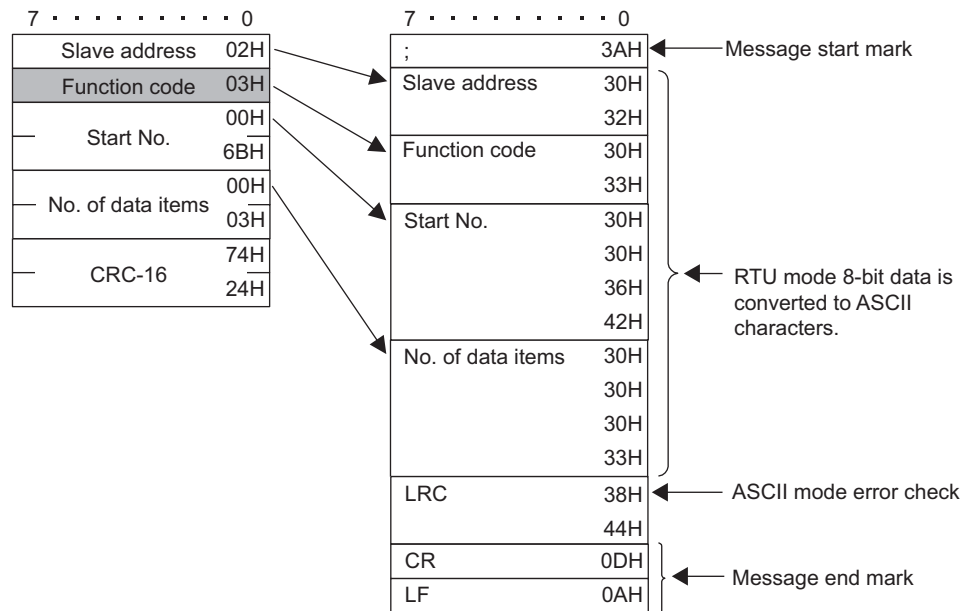 7 · · · · · · · · · 0
Slave address 02H
Function code 03H
Start No. 00H
6BH
No. of data items 00H
03H
CRC-16 74H
24H
7 · · · · · · · · · 0
; 3AH
Slave address 30H
32H
Function code 30H
33H
Start No. 30H
30H
36H
42H
No. of data items 30H
30H
30H
33H
LRC 38H
44H
CR 0DH
LF 0AH
Message start mark
RTU mode 8-bit data is
converted to ASCII
characters.
ASCII mode error check
Message end mark